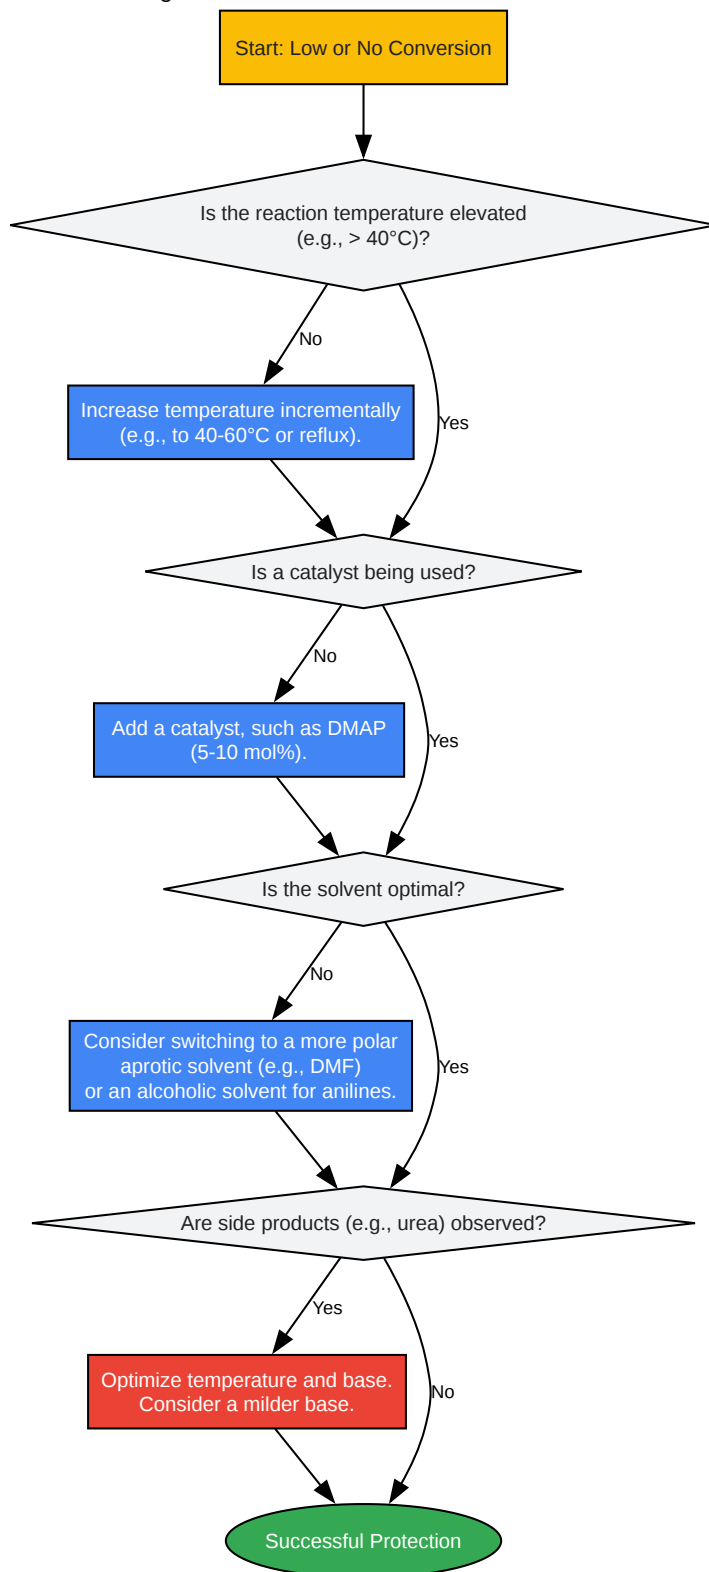 Start: Low or No Conversion
Is the reaction temperature elevated
(e.g., > 40°C)?
No
Yes
Increase temperature incrementally
(e.g., to 40-60°C or reflux).
Is a catalyst being used?
No
Yes
Add a catalyst, such as DMAP
(5-10 mol%).
Is the solvent optimal?
No
Yes
Consider switching to a more polar
aprotic solvent (e.g., DMF)
or an alcoholic solvent for anilines.
Are side products (e.g., urea) observed?
Yes
No
Optimize temperature and base.
Consider a milder base.
Successful Protection